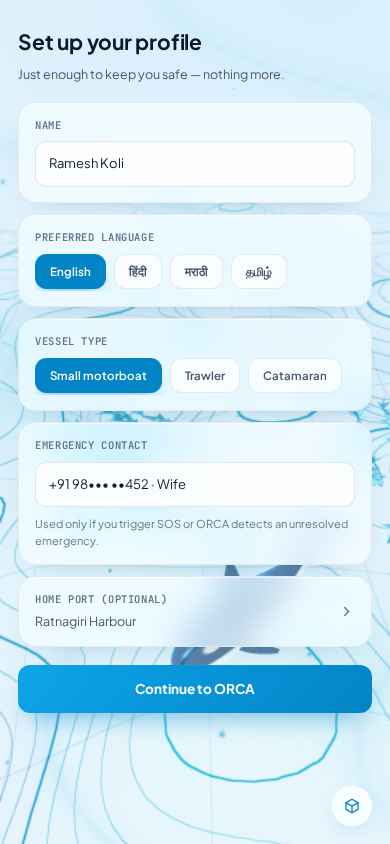 Set up your profile
Just enough to keep you safe — nothing more.
NAME
Ramesh Koli
PREFERRED LANGUAGE
English
हिंदी
मराठी
தமிழ்
VESSEL TYPE
Small motorboat
Trawler
Catamaran
EMERGENCY CONTACT
+91 98••• ••452 · Wife
Used only if you trigger SOS or ORCA detects an unresolved
emergency.
HOME PORT (OPTIONAL)
Ratnagiri Harbour
Continue to ORCA